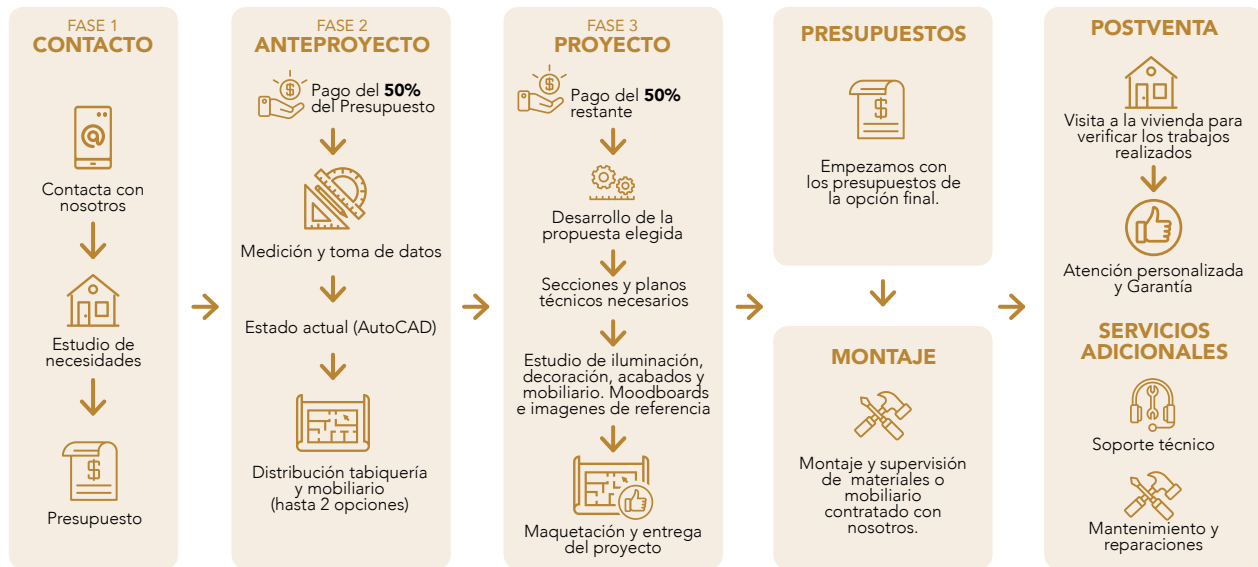 FASE 1
CONTACTO
Contacta con
nosotros
Estudio de
necesidades
$
Presupuesto
FASE 2
ANTEPROYECTO
$
Pago del 50%
del Presupuesto
Medición y toma de datos
Estado actual (AutoCAD)
Distribución tabiquería
y mobiliario
(hasta 2 opciones)
FASE 3
PROYECTO
$
Pago del 50%
restante
Desarrollo de la
propuesta elegida
Secciones y planos
técnicos necesarios
Estudio de iluminación,
decoración, acabados y
mobiliario. Moodboards
e imagenes de referencia
Maquetación y entrega
del proyecto
PRESUPUESTOS
$
Empezamos con
los presupuestos de
la opción final.
MONTAJE
Montaje y supervisión
de materiales o
mobiliario
contratado con
nosotros.
POSTVENTA
Visita a la vivienda para
verificar los trabajos
realizados
Atención personalizada
y Garantía
SERVICIOS
ADICIONALES
Soporte técnico
Mantenimiento y
reparaciones